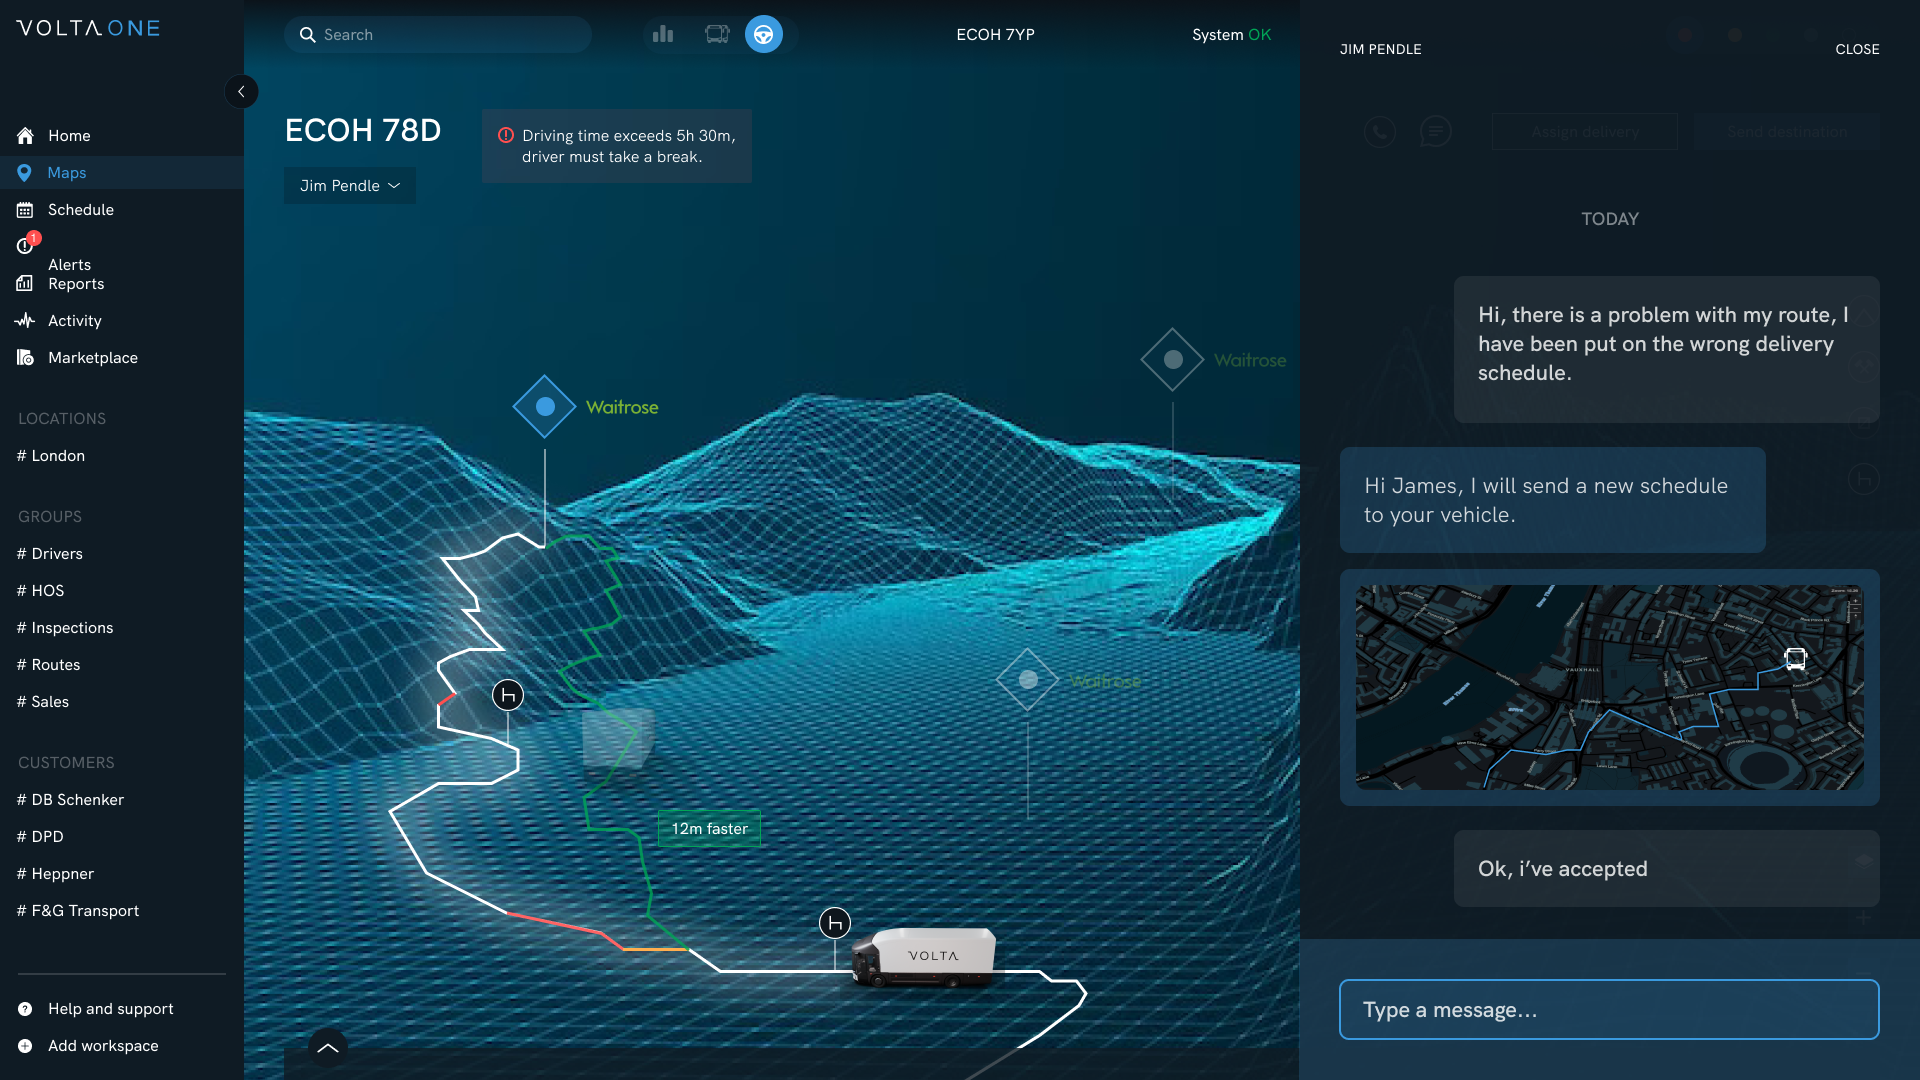 VOLTA ONE
Search
ECOH 7YP
System OK
JIM PENDLE
CLOSE
Home
Maps
Schedule
1
Alerts
Reports
Activity
Marketplace
LOCATIONS
# London
GROUPS
# Drivers
# HOS
# Inspections
# Routes
# Sales
CUSTOMERS
# DB Schenker
# DPD
# Heppner
# F&G Transport
Help and support
Add workspace
ECOH 78D
Jim Pendle
Driving time exceeds 5h 30m,
driver must take a break.
Waitrose
Waitrose
Waitrose
12m faster
VOLTA
Assign delivery
Send destination
TODAY
Hi, there is a problem with my route, I
have been put on the wrong delivery
schedule.
Hi James, I will send a new schedule
to your vehicle.
VAUXHALL
Ok, i’ve accepted
Type a message...